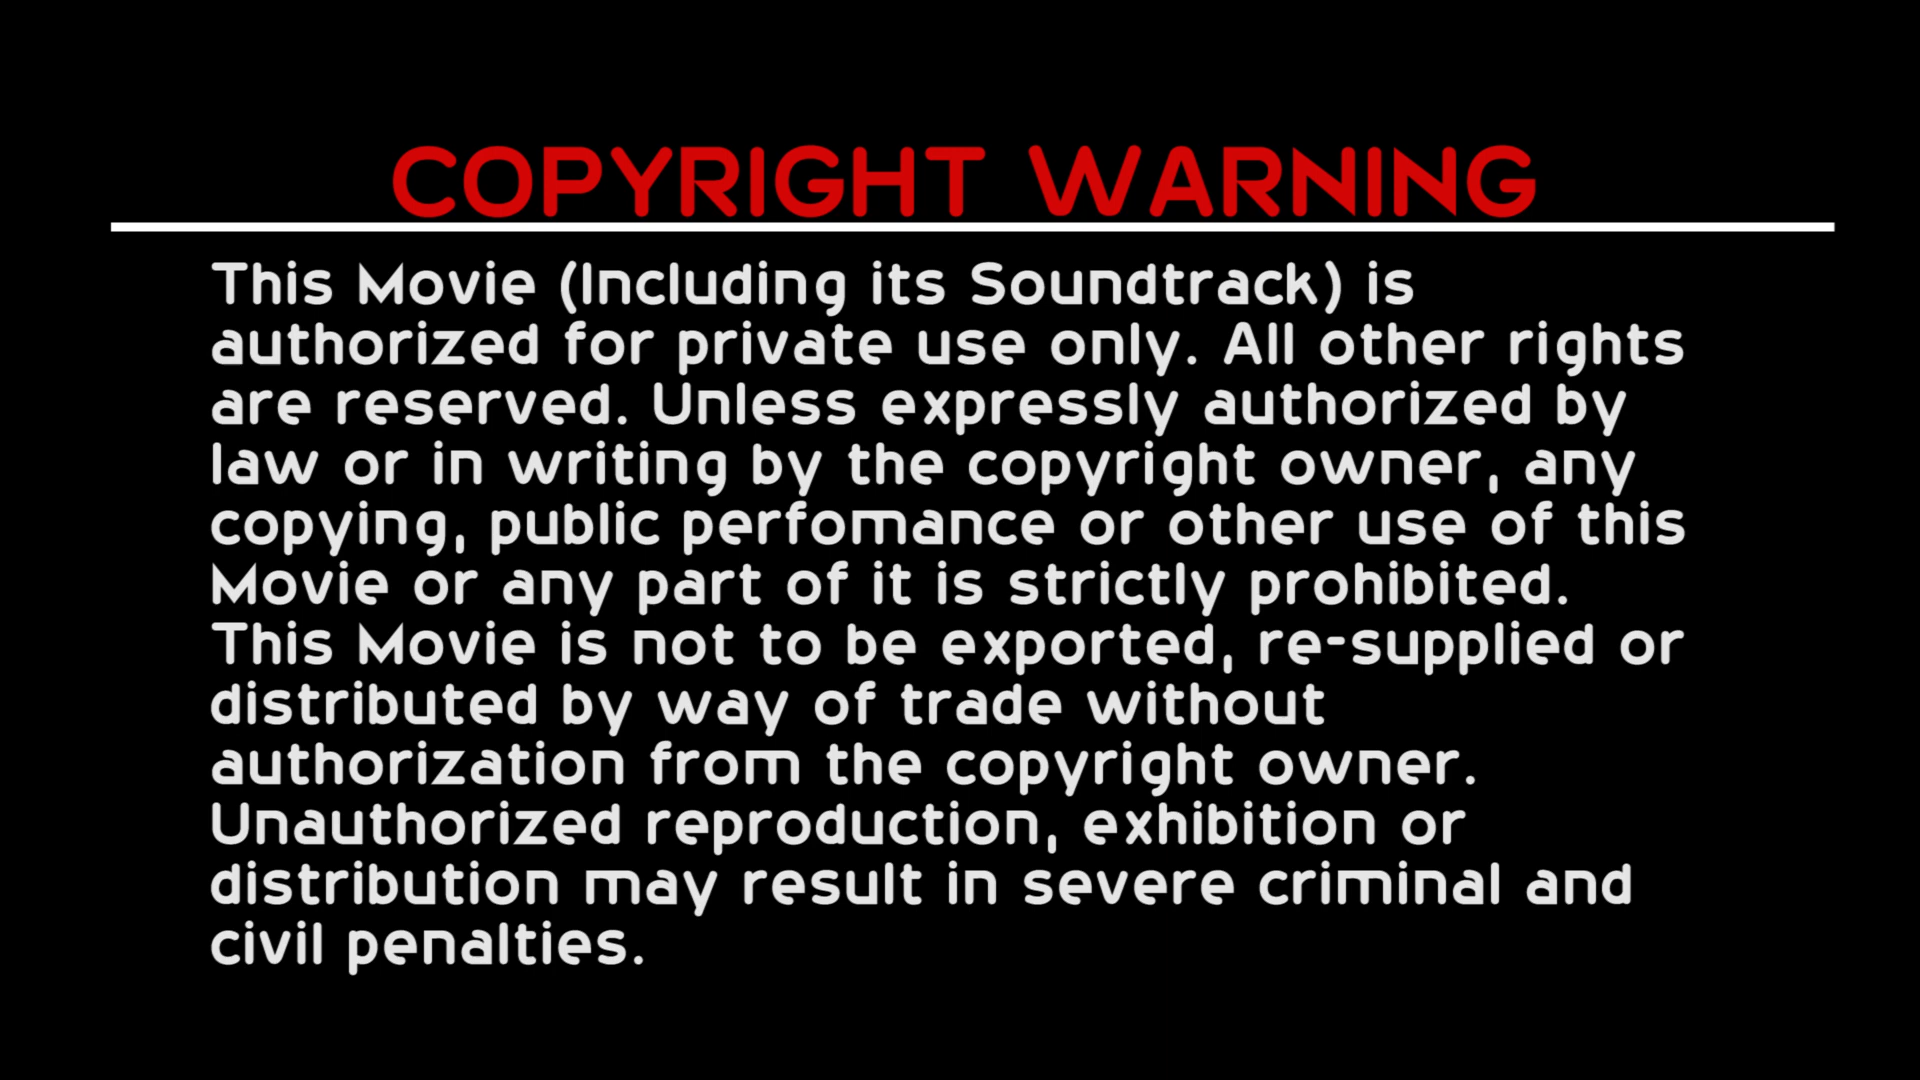 COPYRIGHT WARNING
This Movie (Including its Soundtrack) is
authorized for private use only. All other rights
are reserved. Unless expressly authorized by
law or in writing by the copyright owner, any
copying, public perfomance or other use of this
Movie or any part of it is strictly prohibited.
This Movie is not to be exported, re-supplied or
distributed by way of trade without
authorization from the copyright owner.
Unauthorized reproduction, exhibition or
distribution may result in severe criminal and
civil penalties.